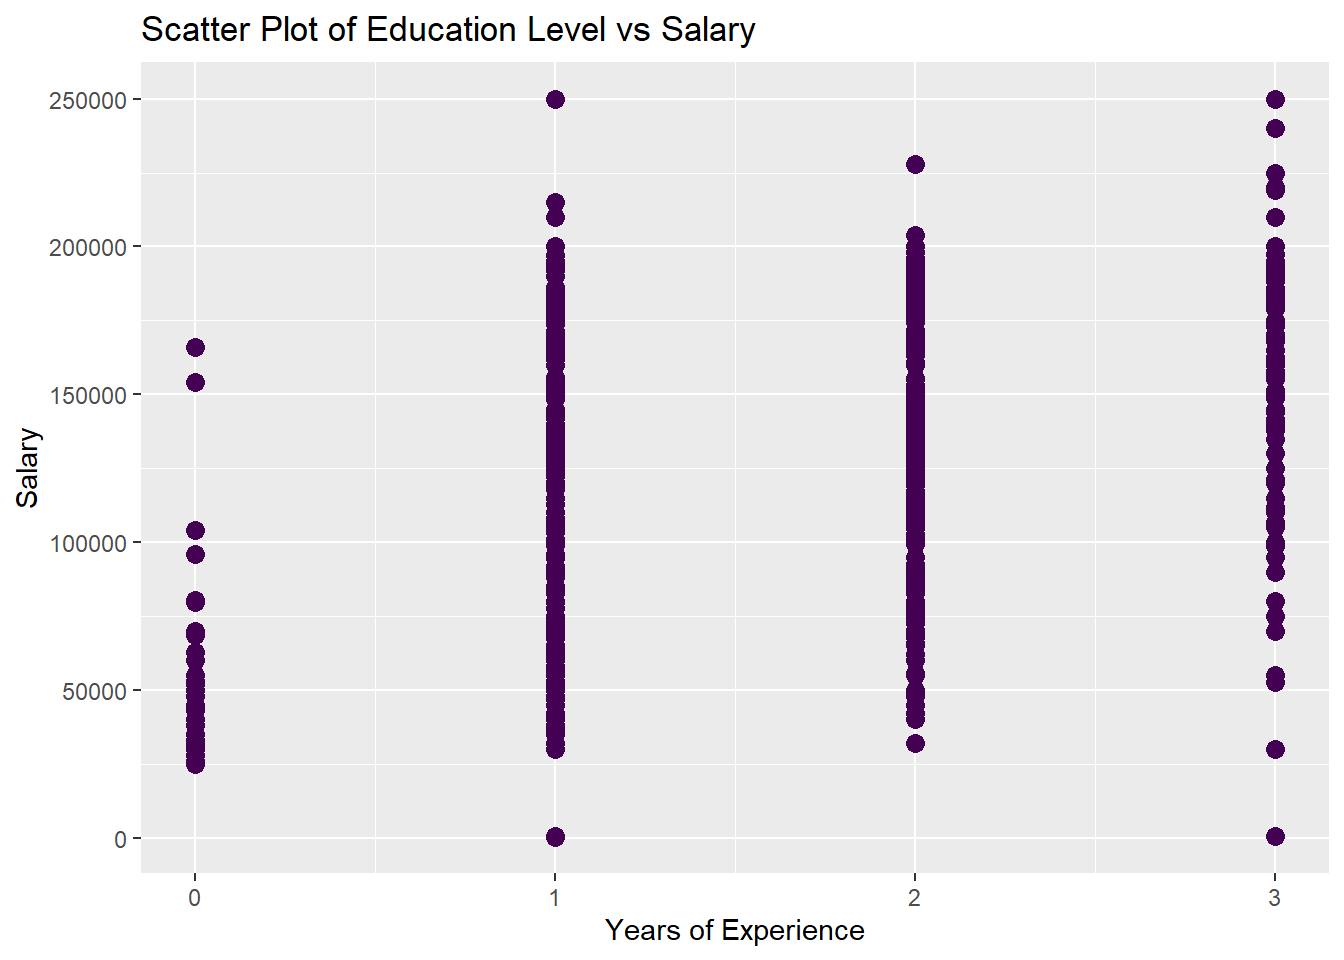 Scatter Plot of Education Level vs Salary
250000
200000
150000
100000
50000
0
Salary
0 1 2 3
Years of Experience